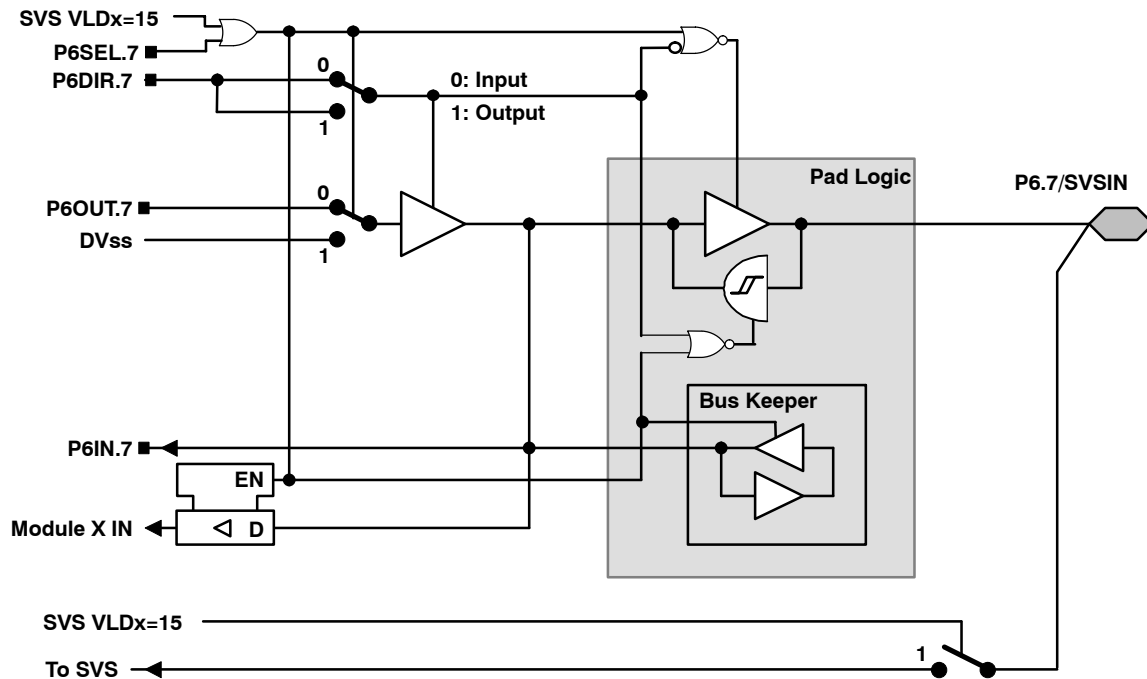 SVS VLDx=15
P6SEL.7
P6DIR.7
0
0: Input
1: Output
1
Pad Logic
P6.7/SVSIN
P6OUT.7
0
DVss
1
Bus Keeper
P6IN.7
EN
Module X IN
D
SVS VLDx=15
1
To SVS